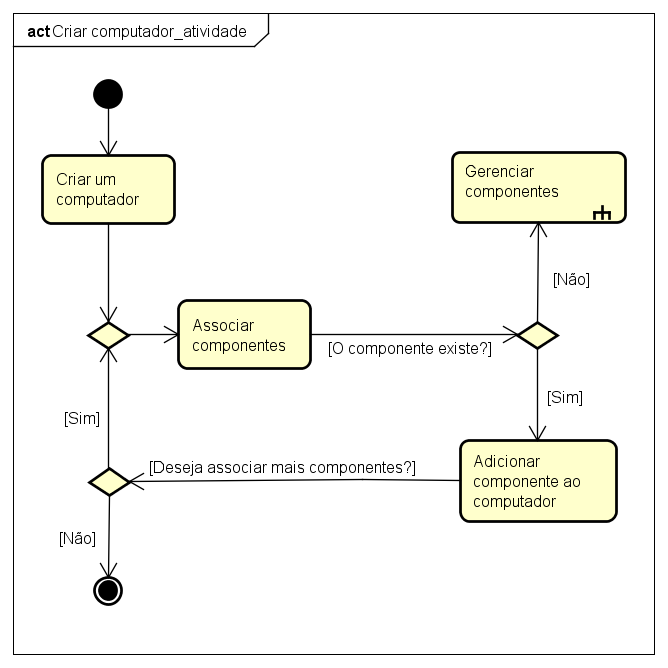 act Criar computador_atividade
Criar um
computador
Gerenciar
componentes
[Não]
Associar
componentes
[O componente existe?]
[Sim]
[Sim]
[Deseja associar mais componentes?]
Adicionar
componente ao
computador
[Não]